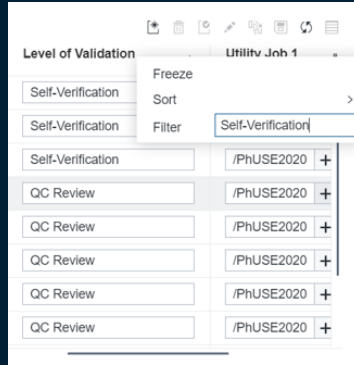 Level of Validation Utility Job 1
Freeze
Self-Verification
Sort
Self-Verification
Filter Self-Verification
Self-Verification /PhUSE2020 +
QC Review /PhUSE2020 +
QC Review /PhUSE2020 +
QC Review /PhUSE2020 +
QC Review /PhUSE2020 +
QC Review /PhUSE2020 +